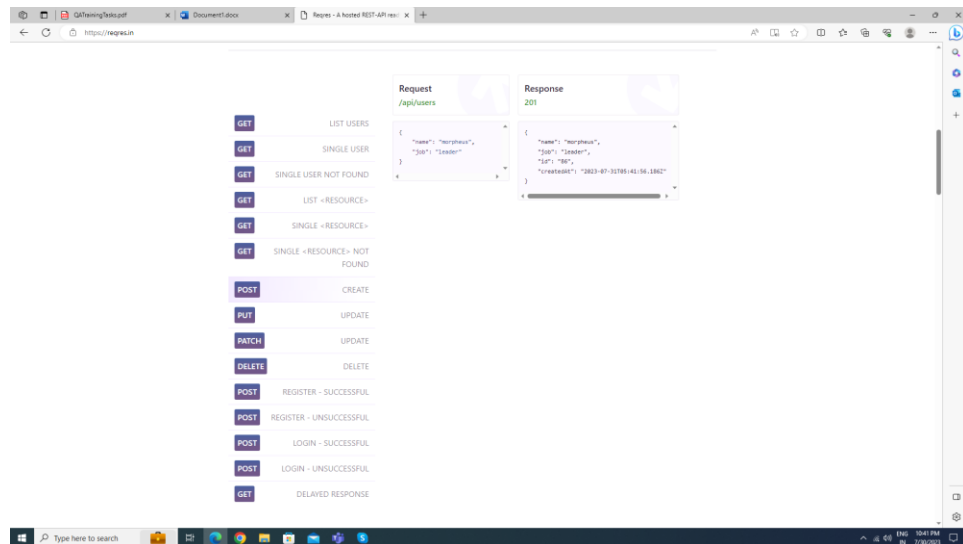 QATrainingTasks.pdf
Document1.docx
Reqres - A hosted REST-API read
https://reqres.in
Request
/api/users
Response
201
{
"name": "morpheus",
"job": "leader"
}
{
"name": "morpheus",
"job": "leader",
"id": "86",
"createdAt": "2023-07-31T05:41:56.186Z"
}
GET LIST USERS
GET SINGLE USER
GET SINGLE USER NOT FOUND
GET LIST <RESOURCE>
GET SINGLE <RESOURCE>
GET SINGLE <RESOURCE> NOT
FOUND
POST CREATE
PUT UPDATE
PATCH UPDATE
DELETE DELETE
POST REGISTER - SUCCESSFUL
POST REGISTER - UNSUCCESSFUL
POST LOGIN - SUCCESSFUL
POST LOGIN - UNSUCCESSFUL
GET DELAYED RESPONSE
Type here to search
ENG 10:41 PM
IN 7/30/2023